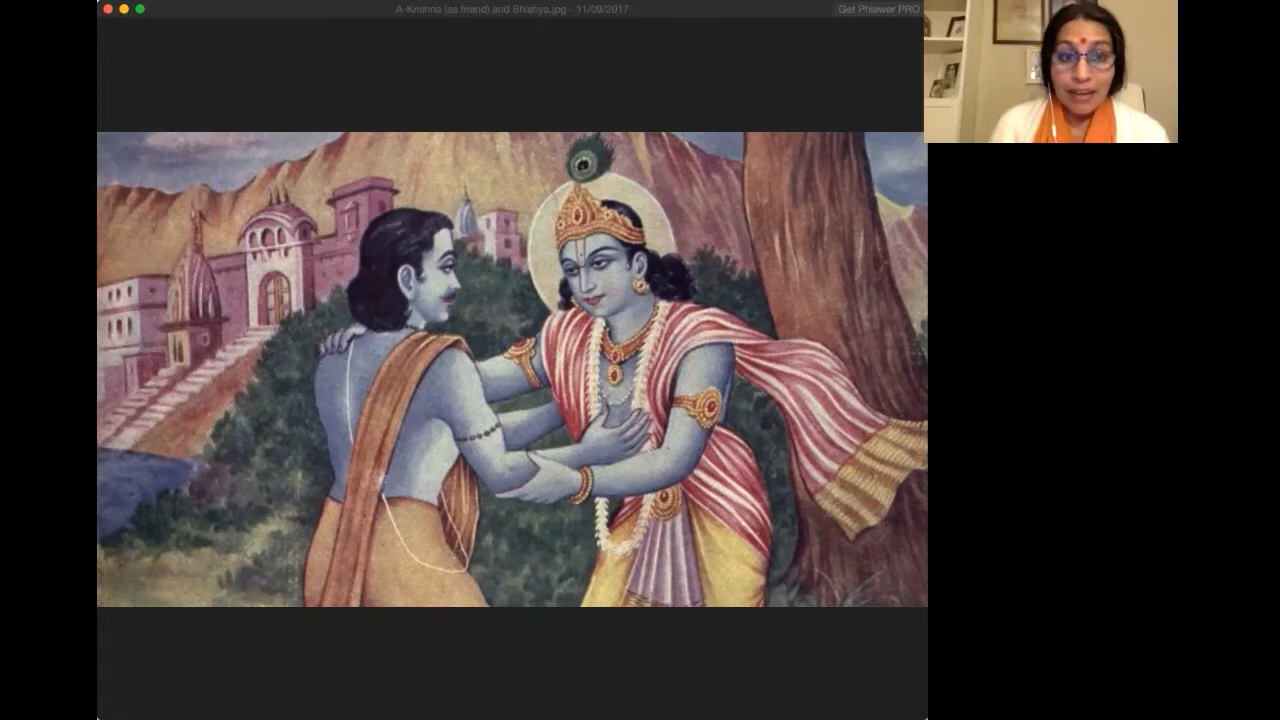 A-Krishna (as friend) and Shishya.jpg - 11/09/2017
Get Phiewer PRO